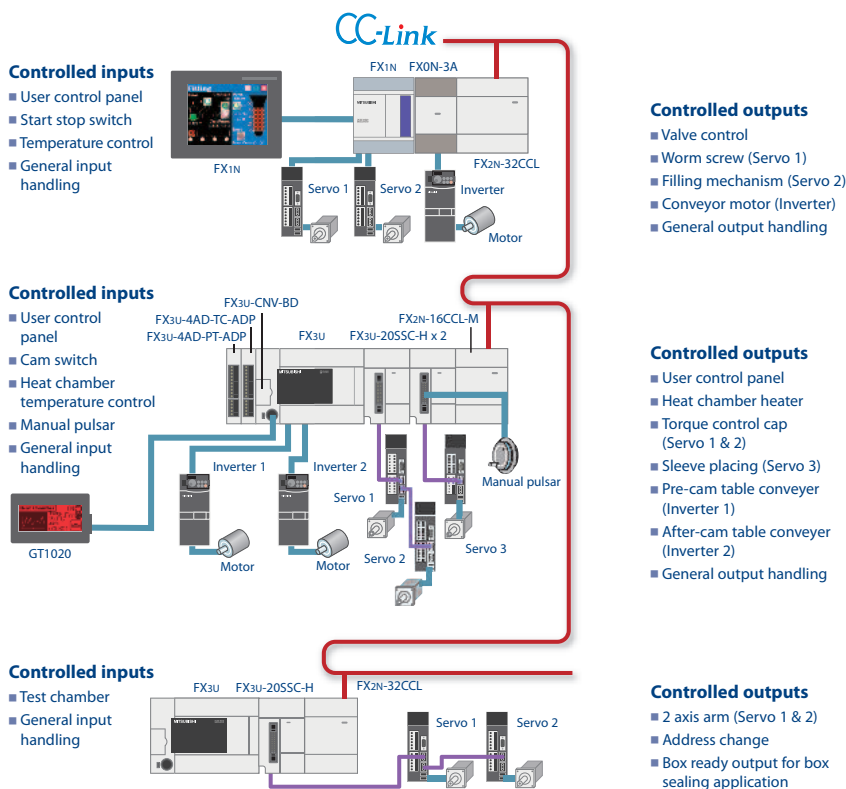 CC-Link
Controlled inputs
■ User control panel
■ Start stop switch
■ Temperature control
■ General input
handling
FX1N
FX1N FX0N-3A
MITSUBISHI
FX2N-32CCL
Servo 1
Servo 2
Inverter
Motor
Controlled outputs
■ Valve control
■ Worm screw (Servo 1)
■ Filling mechanism (Servo 2)
■ Conveyor motor (Inverter)
■ General output handling
Controlled inputs
■ User control
panel
■ Cam switch
■ Heat chamber
temperature control
■ Manual pulsar
■ General input
handling
GT1020
FX3U-CNV-BD
FX3U-4AD-TC-ADP
FX3U-4AD-PT-ADP
FX3U
FX3U-20SSC-H x 2
FX2N-16CCL-M
MITSUBISHI
Inverter 1
Motor
Inverter 2
Motor
Servo 1
Servo 2
Servo 3
Manual pulsar
Controlled outputs
■ User control panel
■ Heat chamber heater
■ Torque control cap
(Servo 1 & 2)
■ Sleeve placing (Servo 3)
■ Pre-cam table conveyer
(Inverter 1)
■ After-cam table conveyer
(Inverter 2)
■ General output handling
Controlled inputs
■ Test chamber
■ General input
handling
FX3U FX3U-20SSC-H
FX2N-32CCL
MITSUBISHI
Servo 1
Servo 2
Controlled outputs
■ 2 axis arm (Servo 1 & 2)
■ Address change
■ Box ready output for box
sealing application